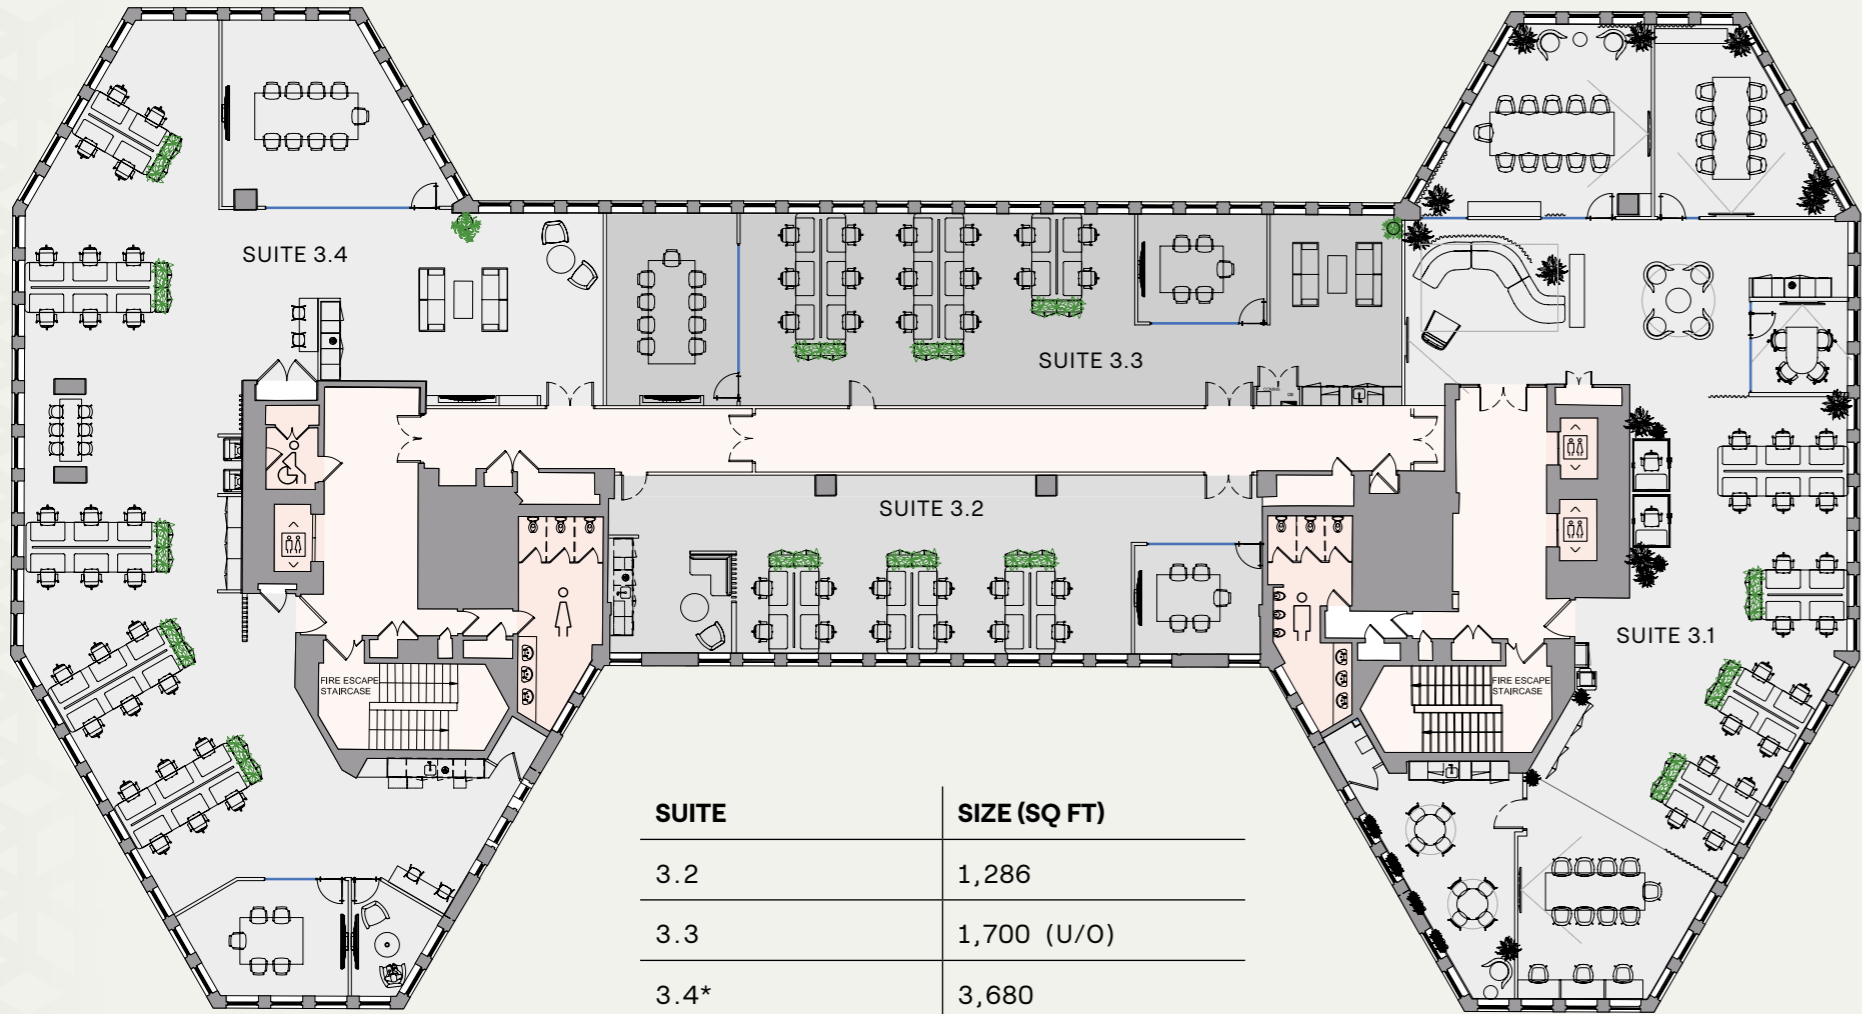 SUITE 3.4
SUITE 3.3
SUITE 3.2
SUITE 3.1
FIRE ESCAPE
STAIRCASE
FIRE ESCAPE
STAIRCASE
SUITE SIZE (SQ FT)
3.2 1,286
3.3 1,700 (U/O)
3.4* 3,680